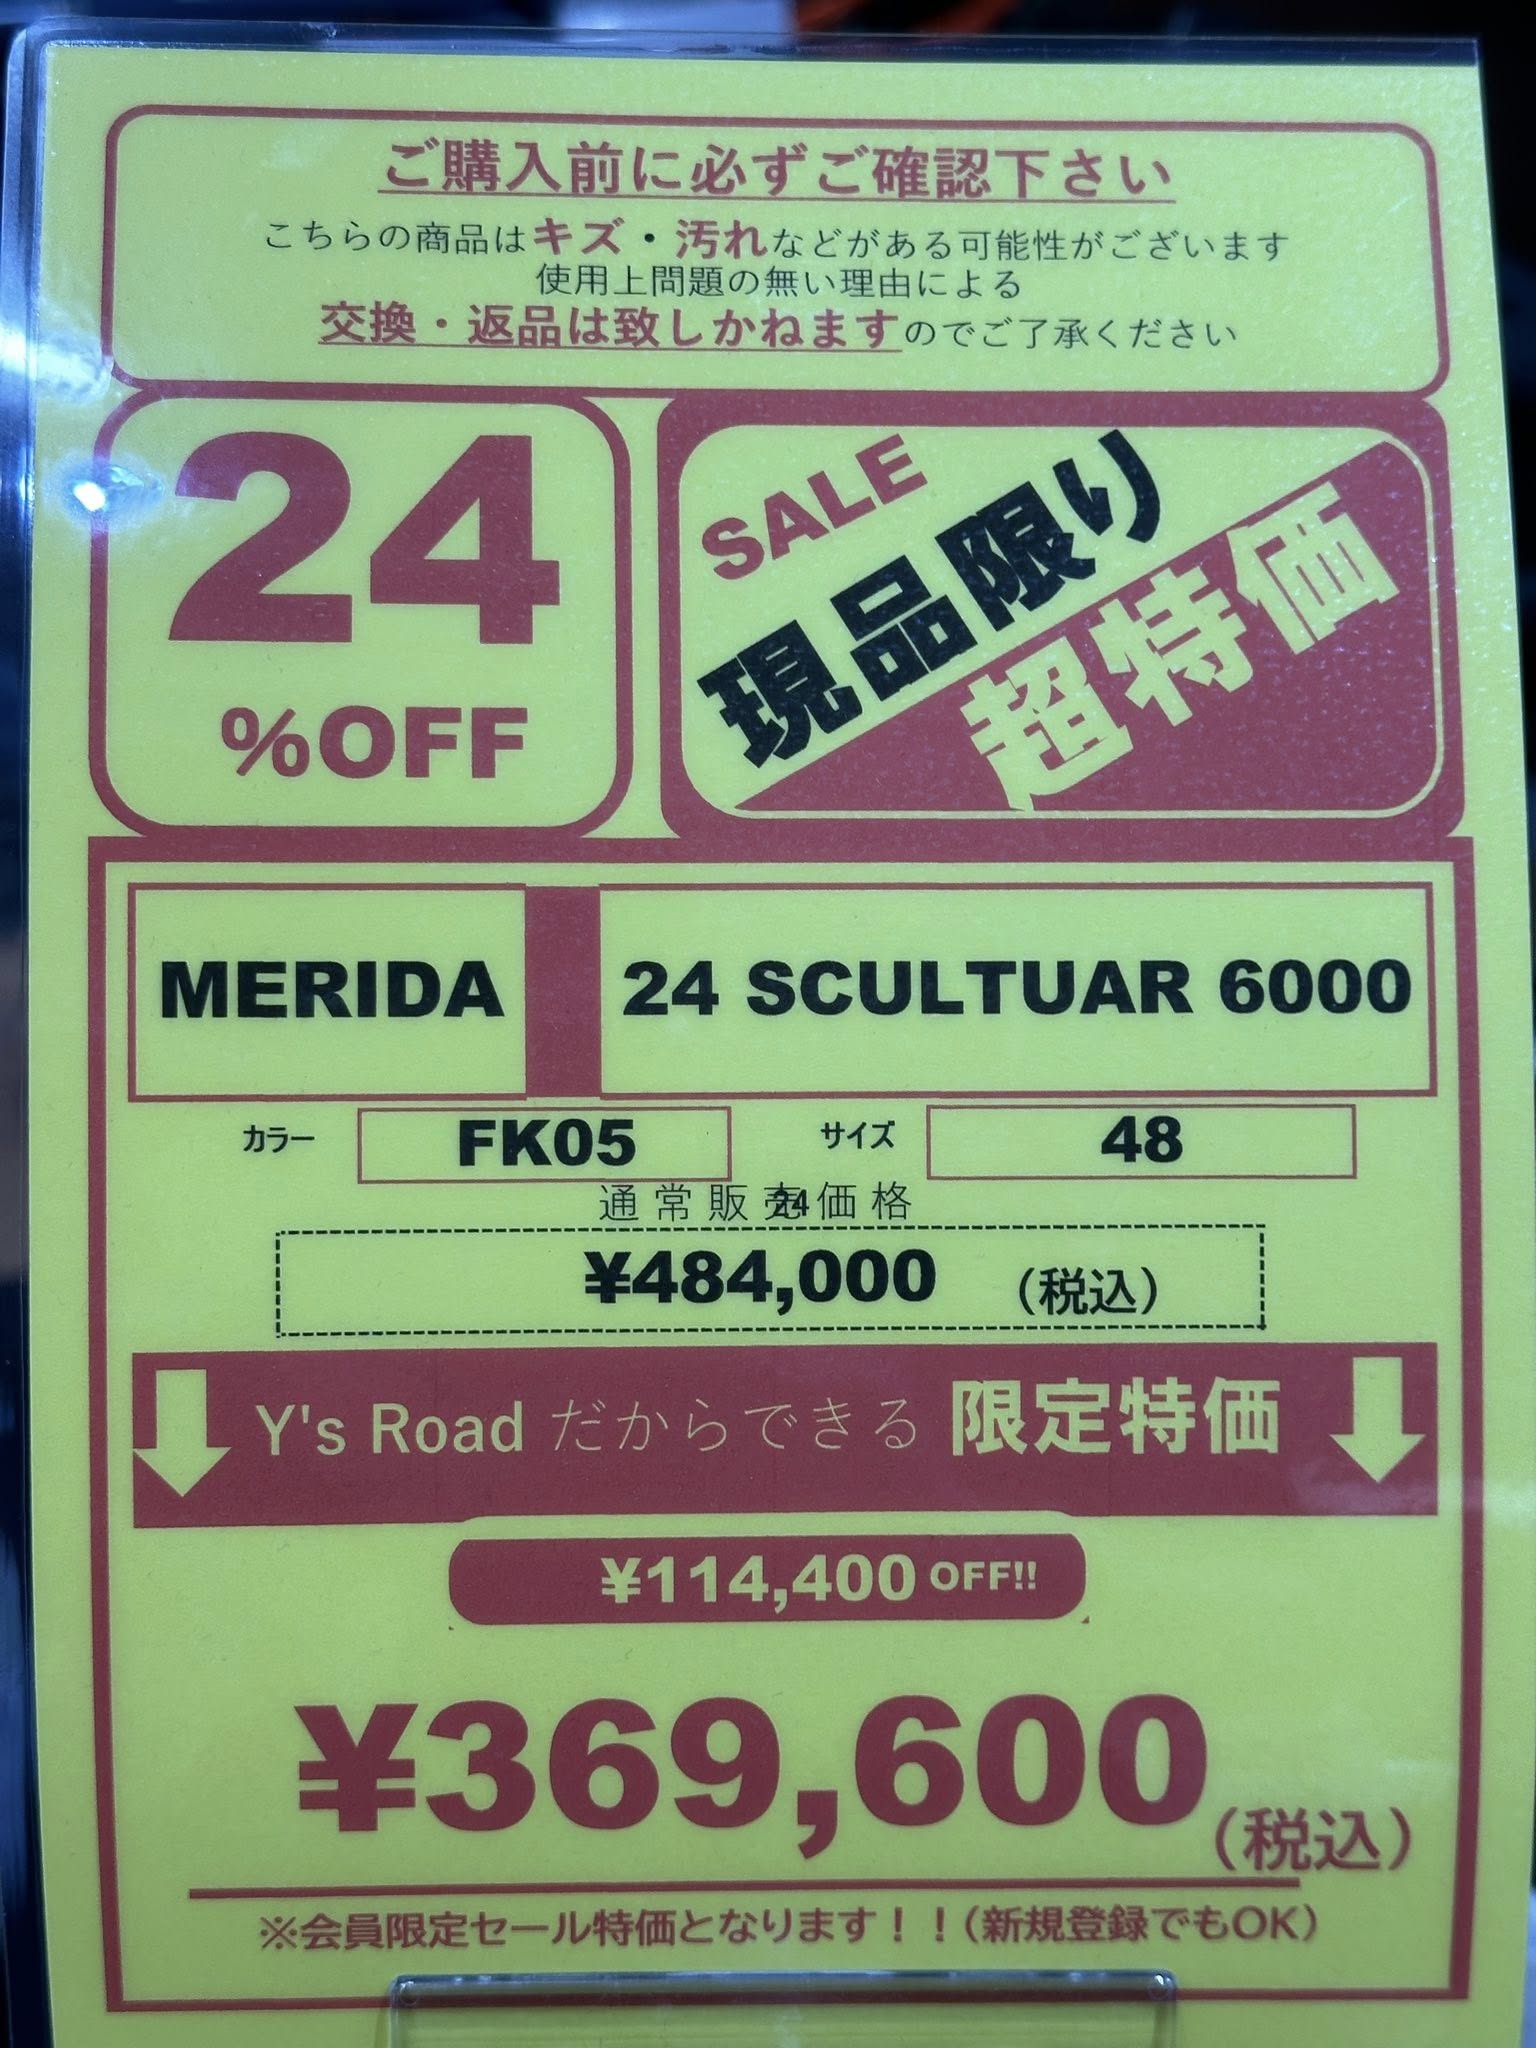 ご購入前に必ずご確認下さい
こちらの商品はキズ・汚れなどがある可能性がございます
使用上問題の無い理由による
交換・返品は致しかねますのでご了承ください
24
%OFF
SALE
現品限り
超特価
MERIDA
24 SCULTUAR 6000
カラー FK05 サイズ 48
通常販売価格
24
¥484,000 (税込)
Y's Road だからできる 限定特価
¥114,400 OFF!!
¥369,600(税込)
※会員限定セール特価となります！！(新規登録でもOK)